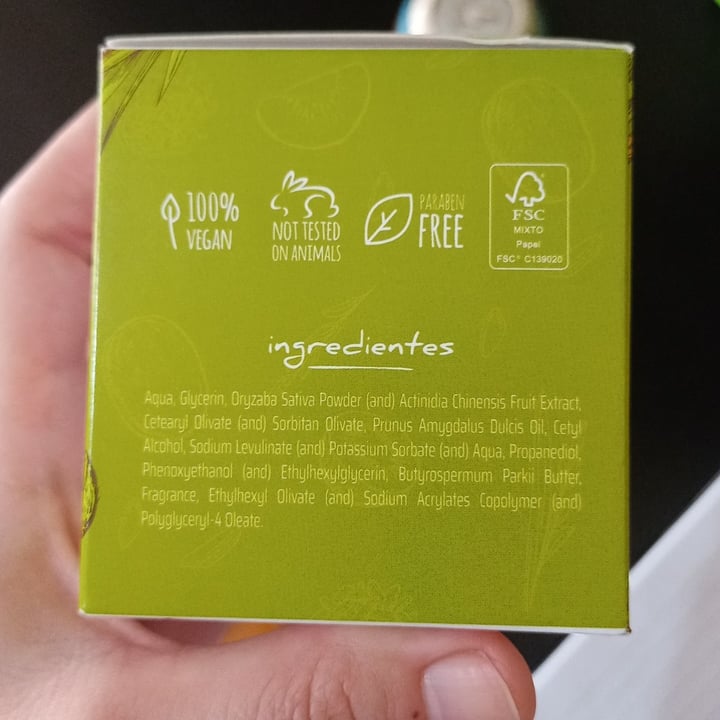 100%
VEGAN
NOT TESTED
ON ANIMALS
PARABEN
FREE
FSC
MIXTO
Papel
FSC® C139020
ingredientes
Aqua, Glycerin, Oryzaba Sativa Powder (and) Actinidia Chinensis Fruit Extract,
Cetearyl Olivate (and) Sorbitan Olivate, Prunus Amygdalus Dulcis Oil, Cetyl
Alcohol, Sodium Levulinate (and) Potassium Sorbate (and) Aqua, Propanediol,
Phenoxyethanol (and) Ethylhexylglycerin, Butyrospermum Parkii Butter,
Fragrance, Ethylhexyl Olivate (and) Sodium Acrylates Copolymer (and)
Polyglyceryl-4 Oleate.